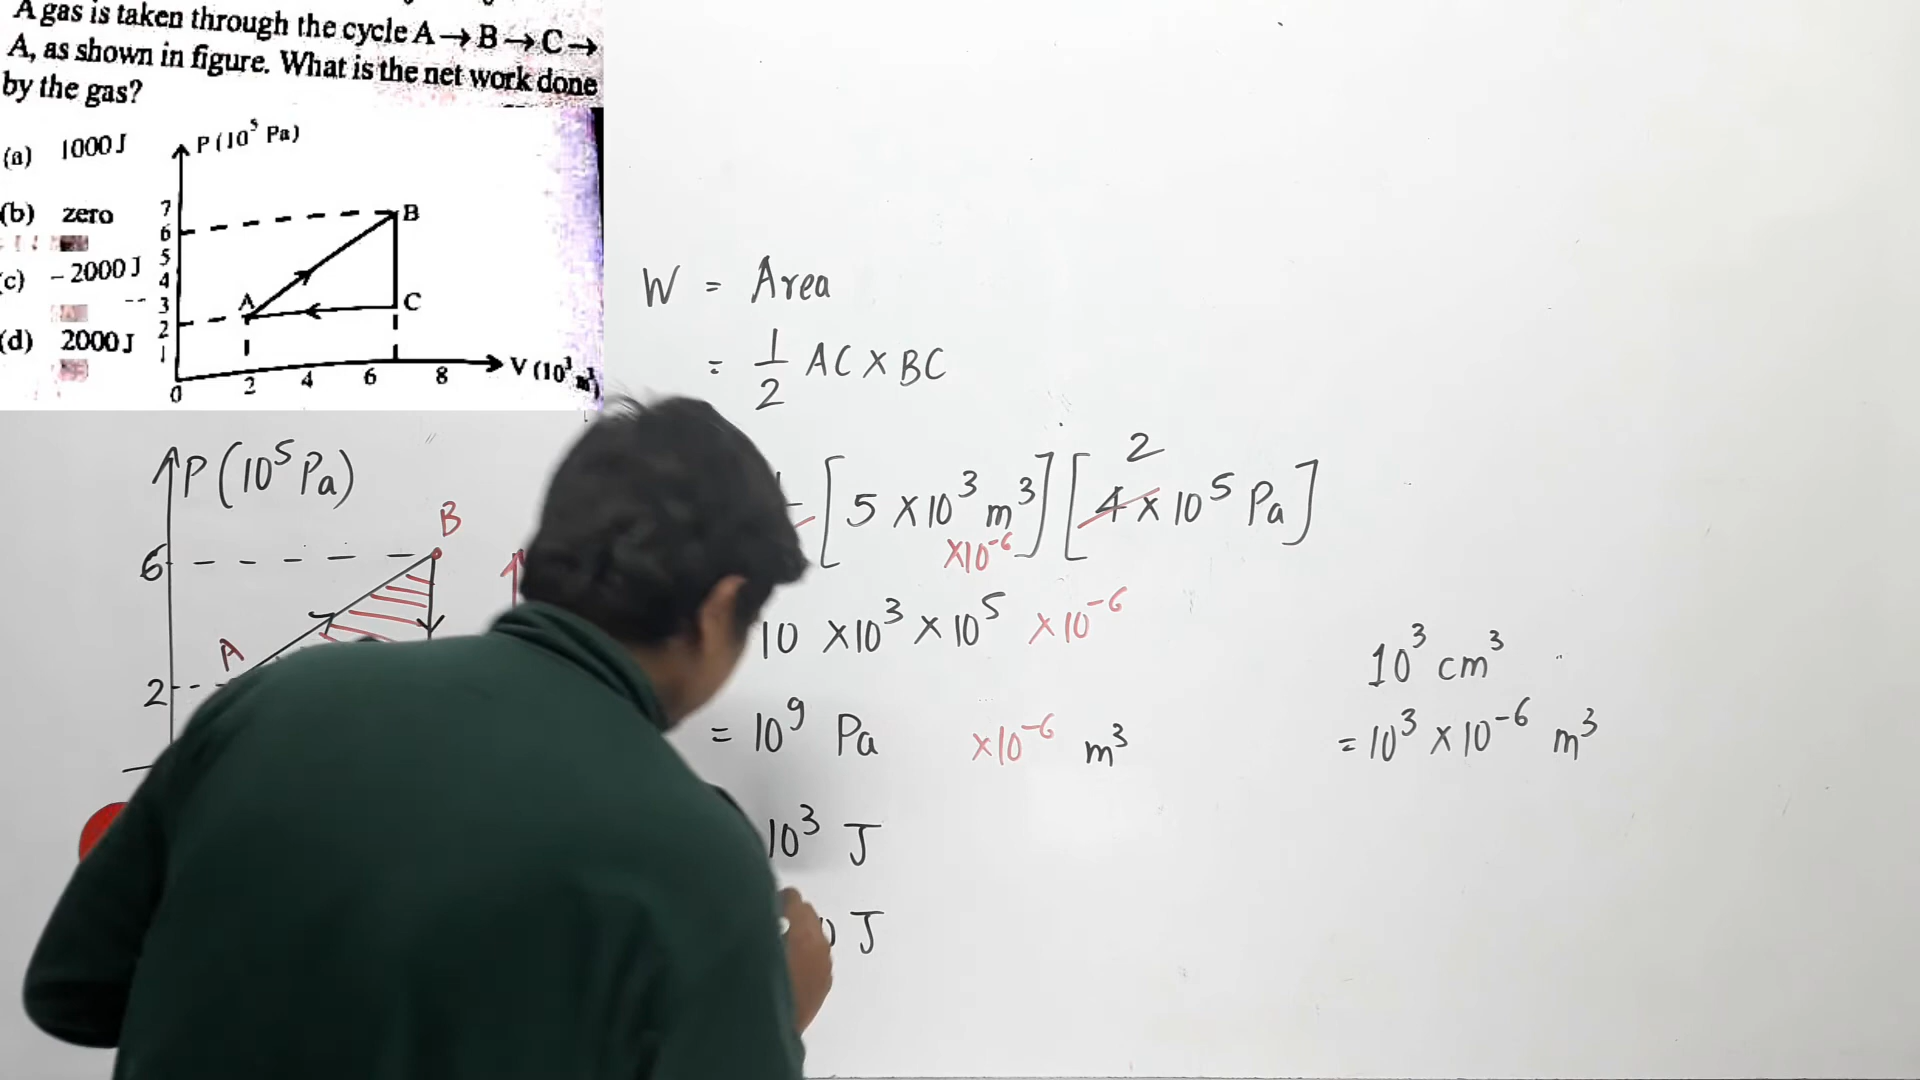 A gas is taken through the cycle A → B → C →
A, as shown in figure. What is the net work done
by the gas?
(a) 1000 J
(b) zero
(c) – 2000 J
(d) 2000 J
P (10⁵ Pa)
7
6
5
4
3
2
1
0
2
4
6
8
V (10³ m³)
A
B
C
P (10⁵ Pa)
6
2
A
B
W = Area
= 1/2 AC × BC
[5 × 10³ m³] [4 × 10⁵ Pa]
2
×10⁻⁶
10 × 10³ × 10⁵ × 10⁻⁶
= 10⁹ Pa × 10⁻⁶ m³
10³ J
J
10³ cm³
= 10³ × 10⁻⁶ m³